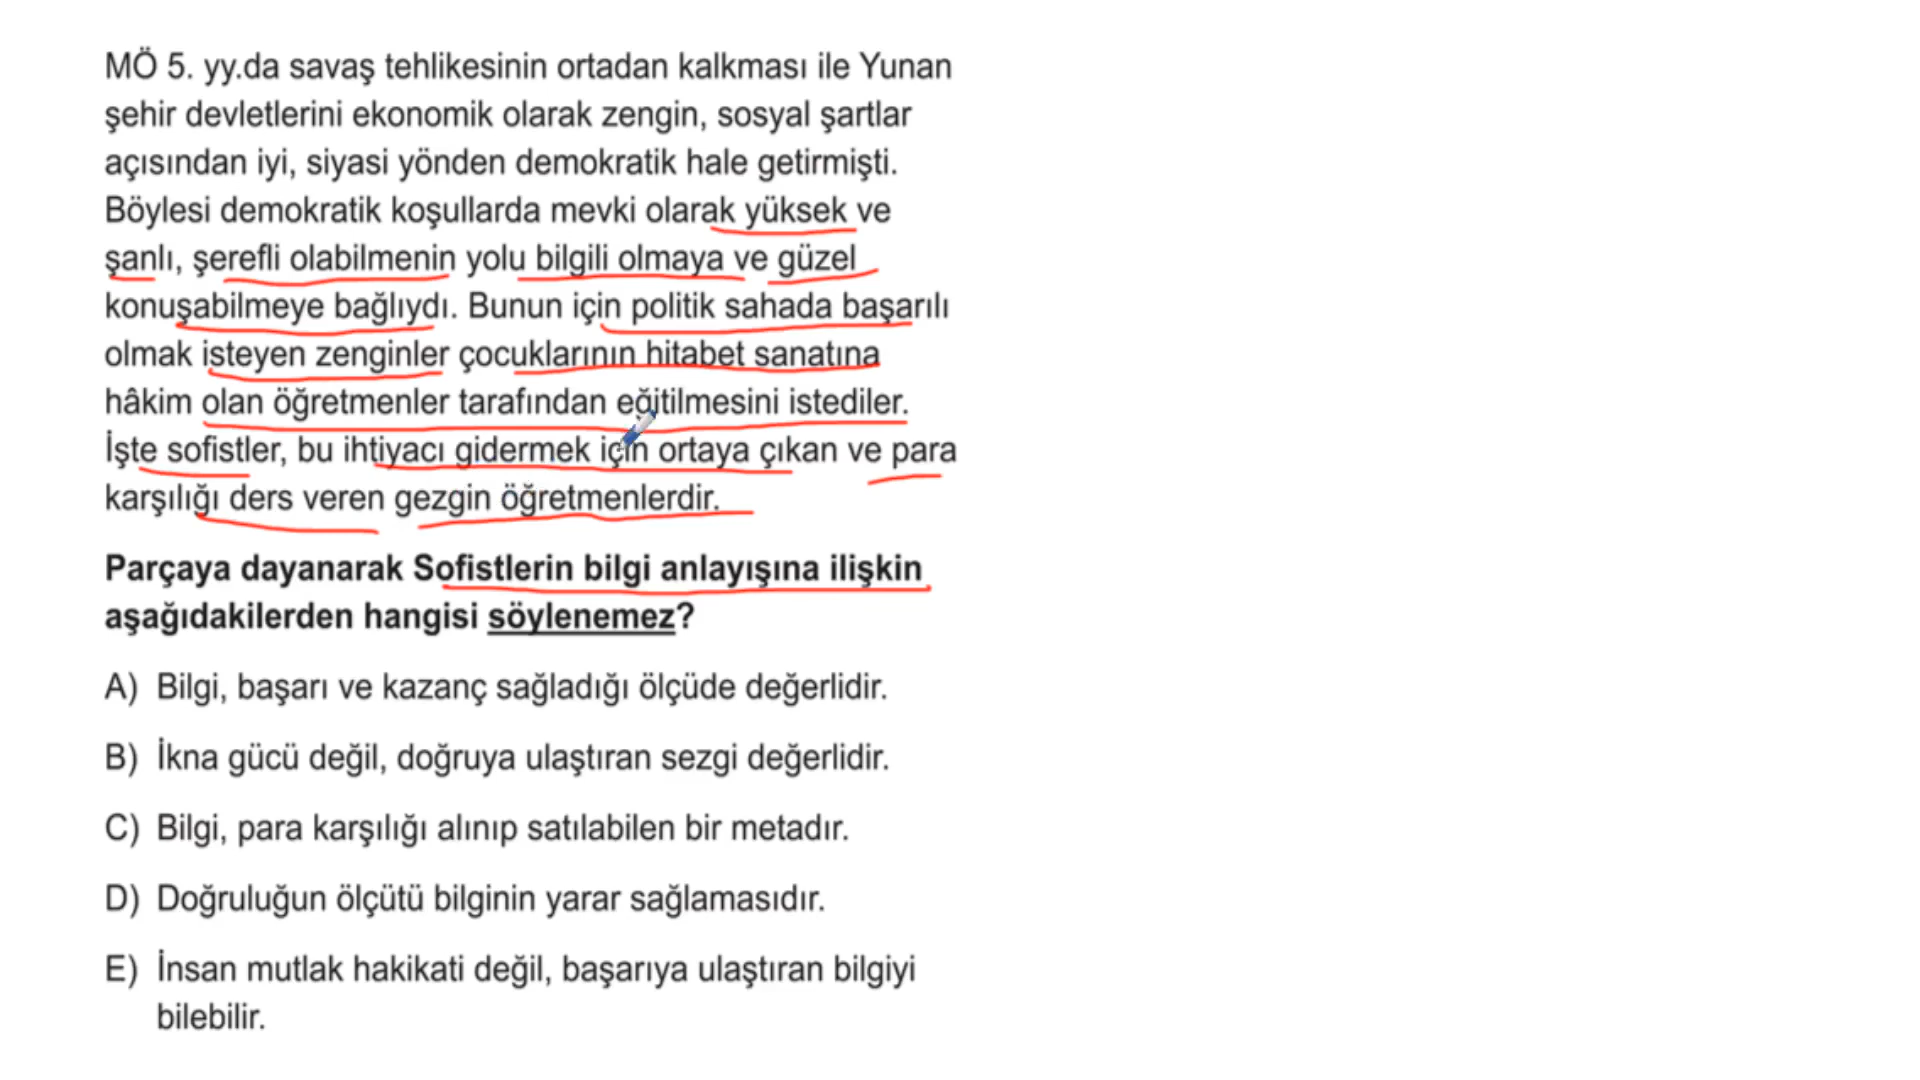 MÖ 5. yy.da savaş tehlikesinin ortadan kalkması ile Yunan
şehir devletlerini ekonomik olarak zengin, sosyal şartlar
açısından iyi, siyasi yönden demokratik hale getirmişti.
Böylesi demokratik koşullarda mevki olarak yüksek ve
şanlı, şerefli olabilmenin yolu bilgili olmaya ve güzel
konuşabilmeye bağlıydı. Bunun için politik sahada başarılı
olmak isteyen zenginler çocuklarının hitabet sanatına
hâkim olan öğretmenler tarafından eğitilmesini istediler.
İşte sofistler, bu ihtiyacı gidermek için ortaya çıkan ve para
karşılığı ders veren gezgin öğretmenlerdir.
Parçaya dayanarak Sofistlerin bilgi anlayışına ilişkin
aşağıdakilerden hangisi söylenemez?
A) Bilgi, başarı ve kazanç sağladığı ölçüde değerlidir.
B) İkna gücü değil, doğruya ulaştıran sezgi değerlidir.
C) Bilgi, para karşılığı alınıp satılabilen bir metadır.
D) Doğruluğun ölçütü bilginin yarar sağlamasıdır.
E) İnsan mutlak hakikati değil, başarıya ulaştıran bilgiyi
bilebilir.